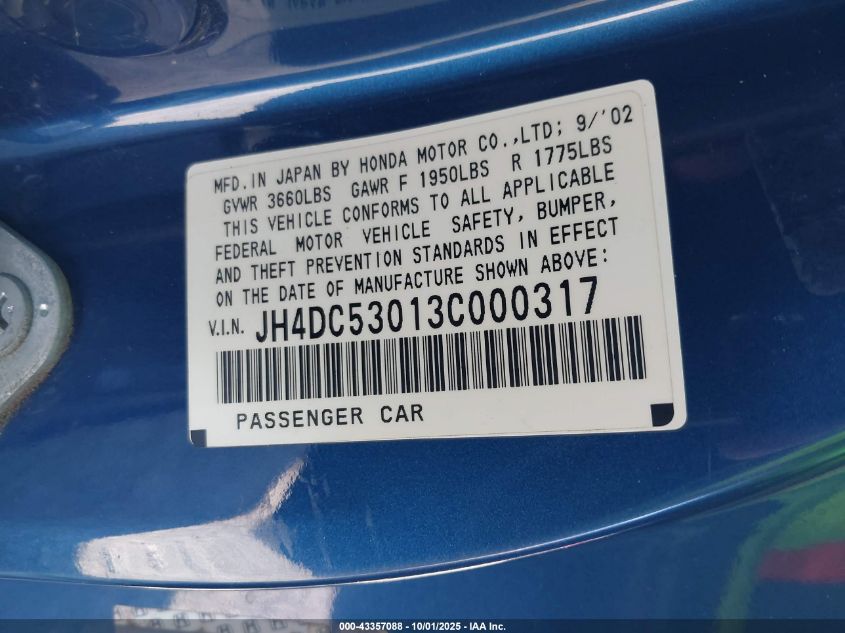 MFD. IN JAPAN BY HONDA MOTOR CO.,LTD; 9/'02
GVWR 3660LBS GAWR F 1950LBS R 1775LBS
THIS VEHICLE CONFORMS TO ALL APPLICABLE
FEDERAL MOTOR VEHICLE SAFETY, BUMPER,
AND THEFT PREVENTION STANDARDS IN EFFECT
ON THE DATE OF MANUFACTURE SHOWN ABOVE:
V.I.N. JH4DC53013C000317
PASSENGER CAR
000-43357088 - 10/01/2025 - IAA Inc.